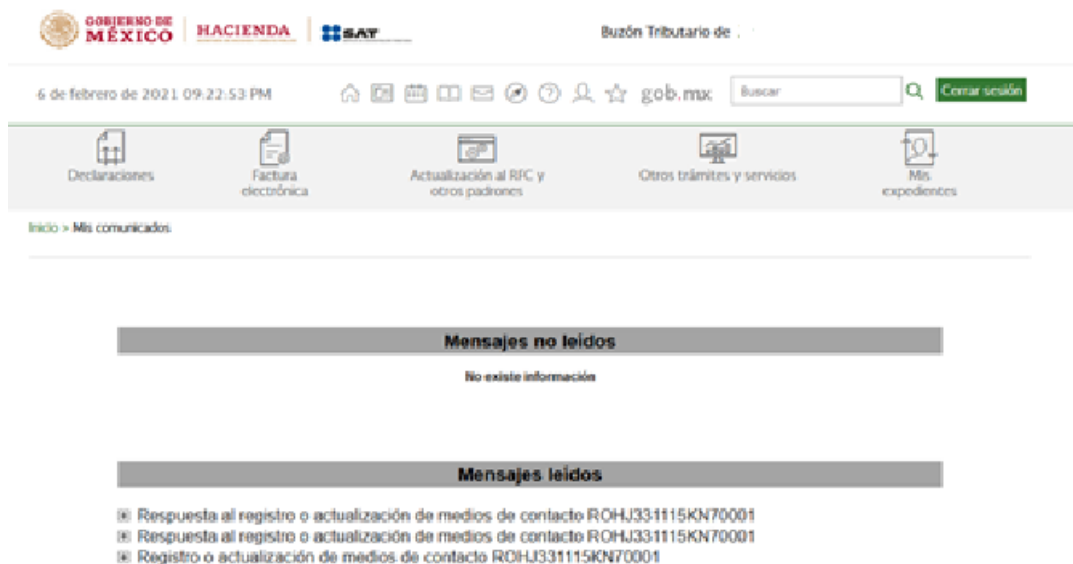 GOBIERNO DE MÉXICO HACIENDA SAT Buzón Tributario de
6 de febrero de 2021 09:22:53 PM gob.mx Buscar Cerrar sesión
Declaraciones Factura electrónica Actualización al RFC y otros padrones Otros trámites y servicios Mis expedientes
Inicio > Mis comunicados
Mensajes no leídos
No existe información
Mensajes leídos
Respuesta al registro o actualización de medios de contacto ROHJ331115KN70001
Respuesta al registro o actualización de medios de contacto ROHJ331115KN70001
Registro o actualización de medios de contacto ROHJ331115KN70001